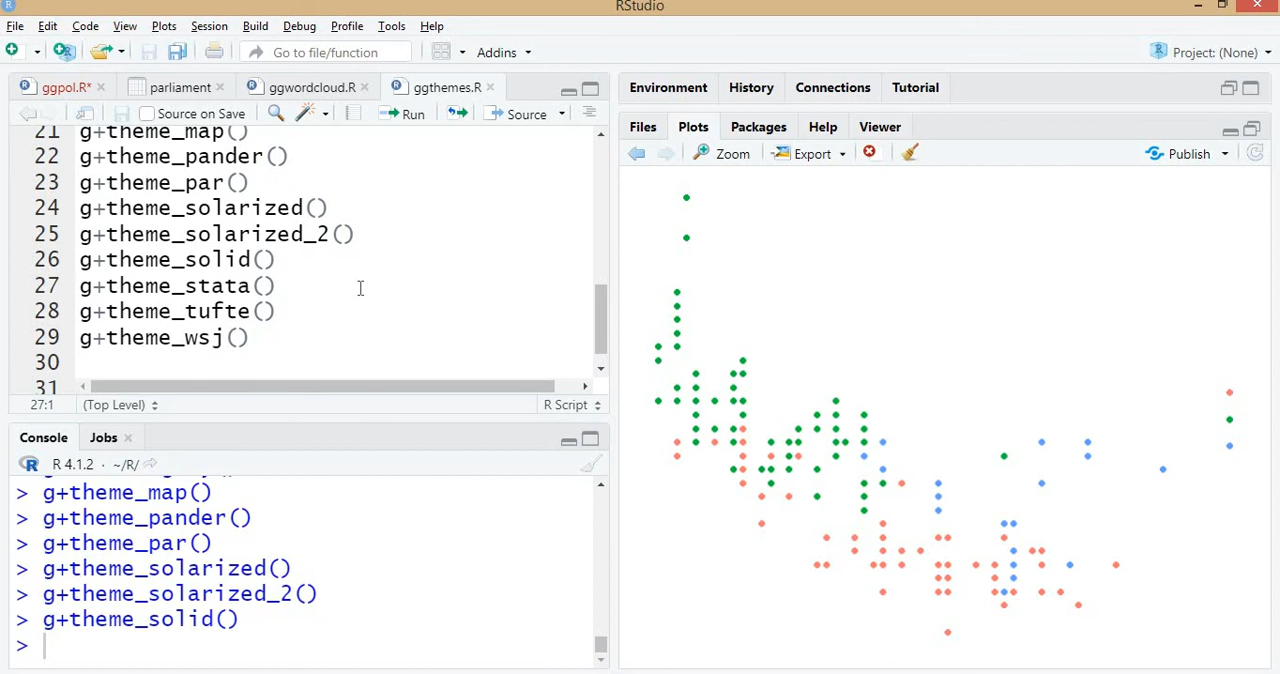 RStudio
File Edit Code View Plots Session Build Debug Profile Tools Help
Go to file/function Addins Project: (None)
ggpol.R* parliament ggwordcloud.R ggthemes.R
Source on Save Run Source
21 g+theme_map()
22 g+theme_pander()
23 g+theme_par()
24 g+theme_solarized()
25 g+theme_solarized_2()
26 g+theme_solid()
27 g+theme_stata()
28 g+theme_tufte()
29 g+theme_wsj()
30
31
27:1 (Top Level) R Script
Console Jobs
R 4.1.2 · ~/R/
> g+theme_map()
> g+theme_pander()
> g+theme_par()
> g+theme_solarized()
> g+theme_solarized_2()
> g+theme_solid()
>
Environment History Connections Tutorial
Files Plots Packages Help Viewer
Zoom Export Publish